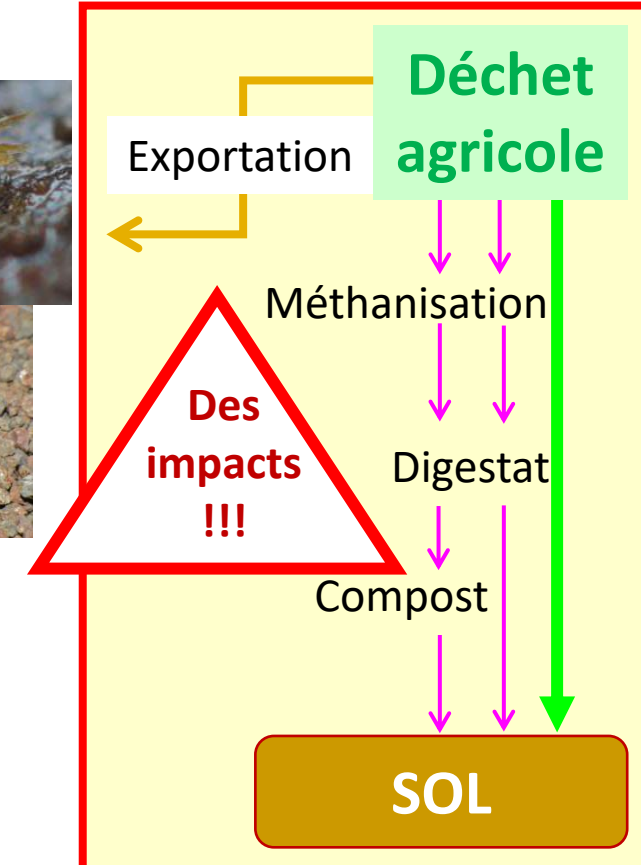 Déchet
agricole
Exportation
Méthanisation
Des
impacts
!!!
Digestat
Compost
SOL